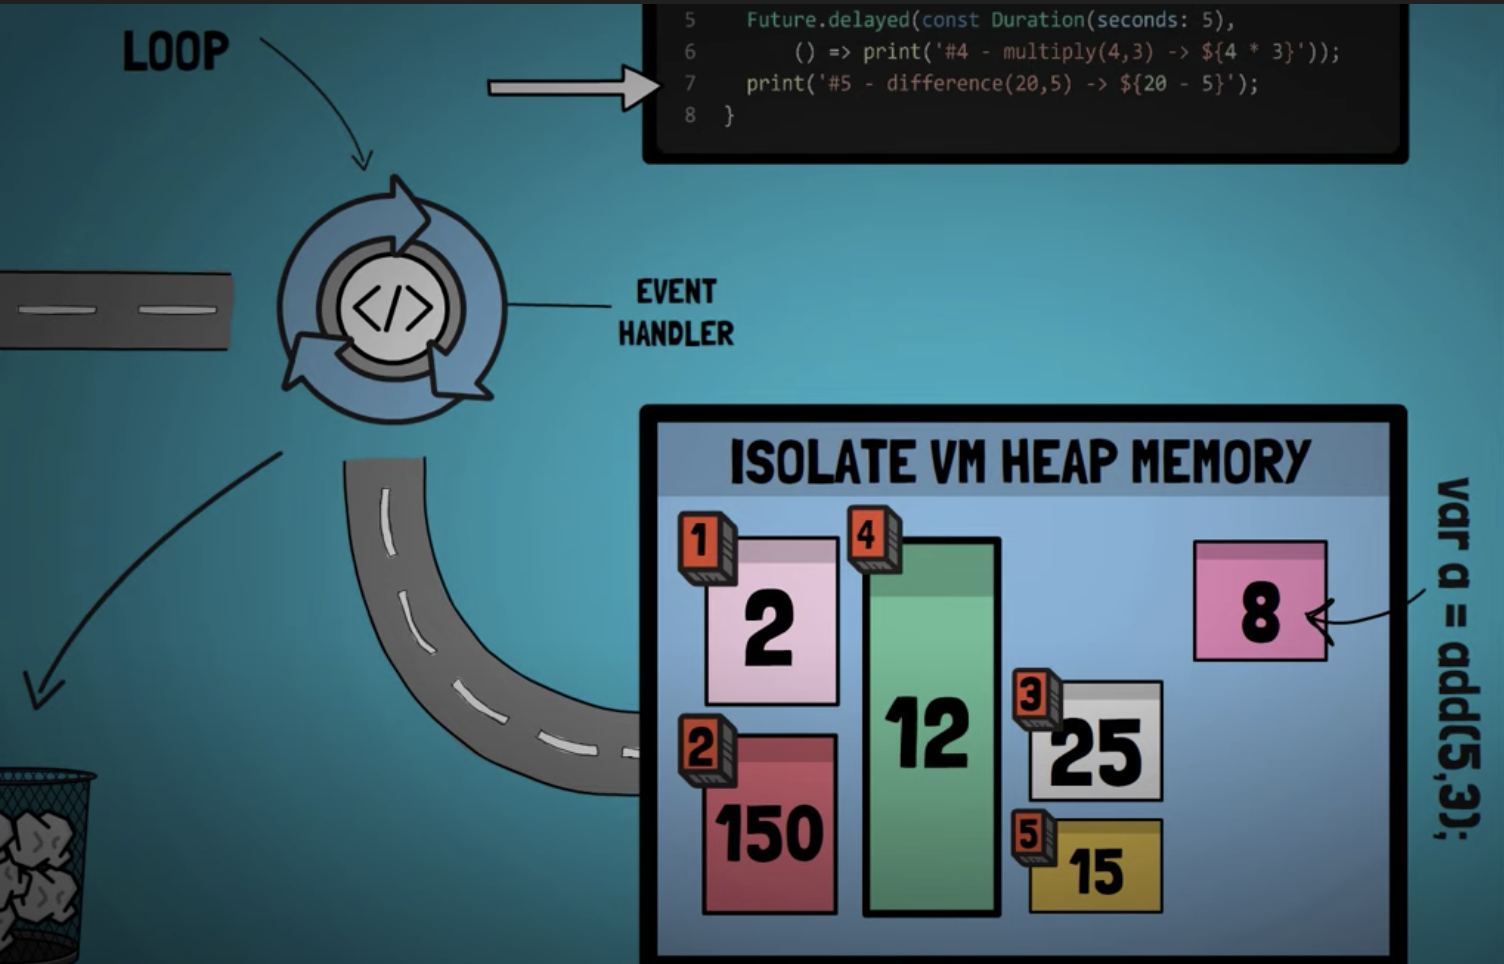 LOOP
5 Future.delayed(const Duration(seconds: 5),
6 () => print('#4 - multiply(4,3) -> ${4 * 3}'));
7 print('#5 - difference(20,5) -> ${20 - 5}');
8 }
</>
EVENT
HANDLER
ISOLATE VM HEAP MEMORY
1
2
4
12
8
2
150
3
25
5
15
var a = add(5,3);